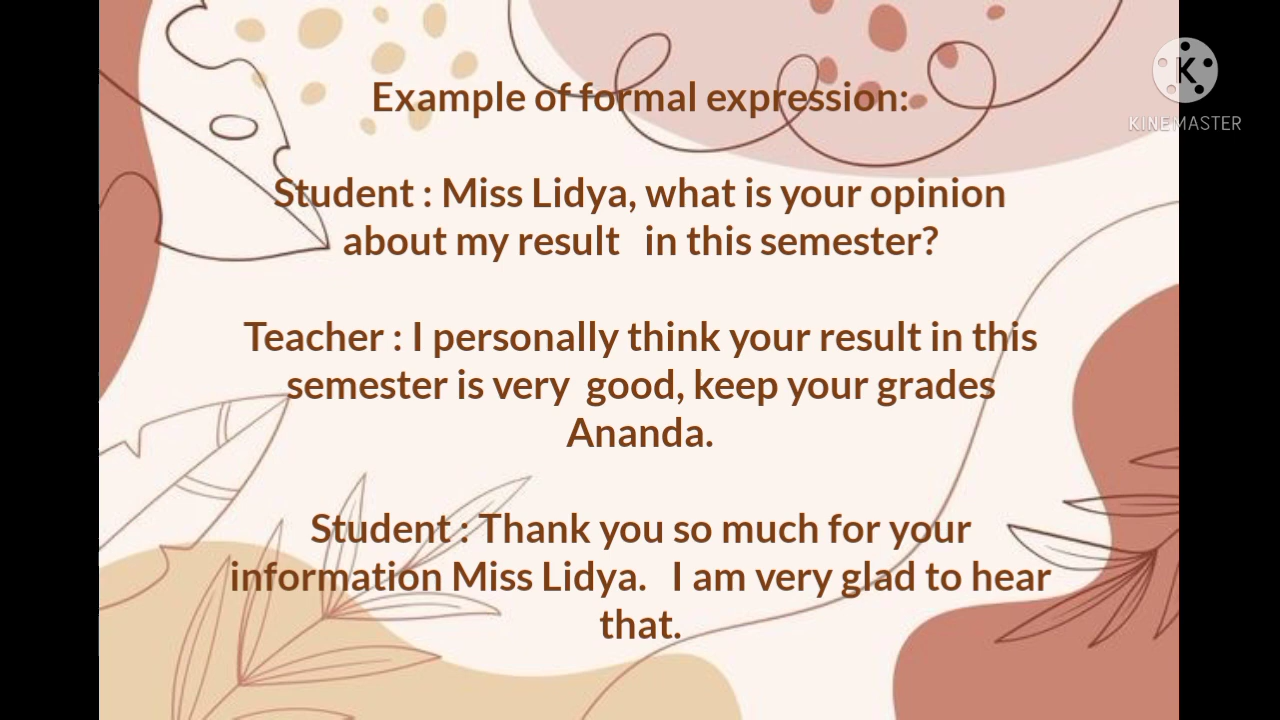 Example of formal expression:
Student : Miss Lidya, what is your opinion
about my result in this semester?
Teacher : I personally think your result in this
semester is very good, keep your grades
Ananda.
Student : Thank you so much for your
information Miss Lidya. I am very glad to hear
that.
K
KINEMASTER